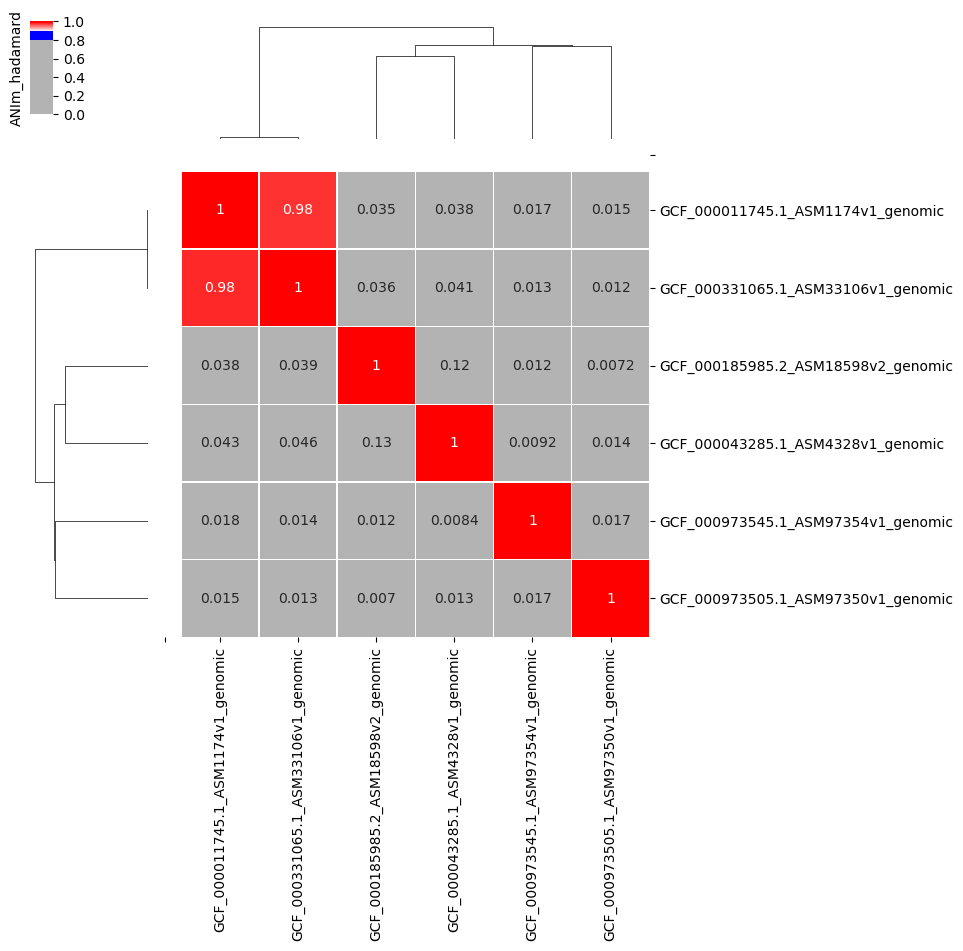 ANIm_hadamard
1.0
0.8
0.6
0.4
0.2
0.0
1 0.98 0.035 0.038 0.017 0.015 GCF_000011745.1_ASM1174v1_genomic
0.98 1 0.036 0.041 0.013 0.012 GCF_000331065.1_ASM33106v1_genomic
0.038 0.039 1 0.12 0.012 0.0072 GCF_000185985.2_ASM18598v2_genomic
0.043 0.046 0.13 1 0.0092 0.014 GCF_000043285.1_ASM4328v1_genomic
0.018 0.014 0.012 0.0084 1 0.017 GCF_000973545.1_ASM97354v1_genomic
0.015 0.013 0.007 0.013 0.017 1 GCF_000973505.1_ASM97350v1_genomic
GCF_000011745.1_ASM1174v1_genomic
GCF_000331065.1_ASM33106v1_genomic
GCF_000185985.2_ASM18598v2_genomic
GCF_000043285.1_ASM4328v1_genomic
GCF_000973545.1_ASM97354v1_genomic
GCF_000973505.1_ASM97350v1_genomic